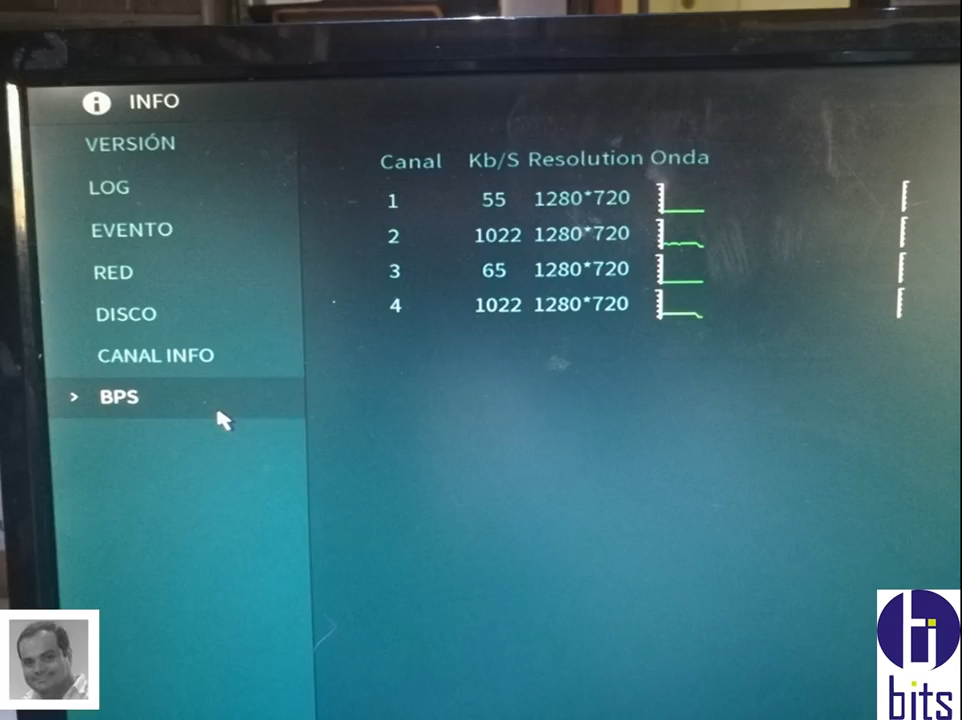 INFO
VERSIÓN
LOG
EVENTO
RED
DISCO
CANAL INFO
> BPS
Canal Kb/S Resolution Onda
1 55 1280*720
2 1022 1280*720
3 65 1280*720
4 1022 1280*720
bits